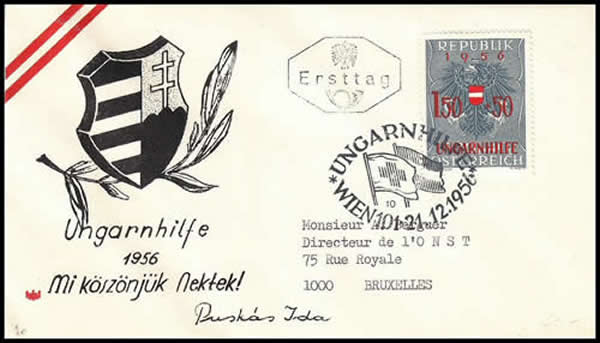 Ersttag
REPUBLIK
1956
1.50+50
UNGARNHILFE
ÖSTERREICH
*UNGARNHILFE*
WIEN 101-21.12.1956
10
Ungarnhilfe
1956
Mi köszönjük Nektek!
Puskás Ida
Monsieur A. Berguer
Directeur de l'O N S T
75 Rue Royale
1000 BRUXELLES